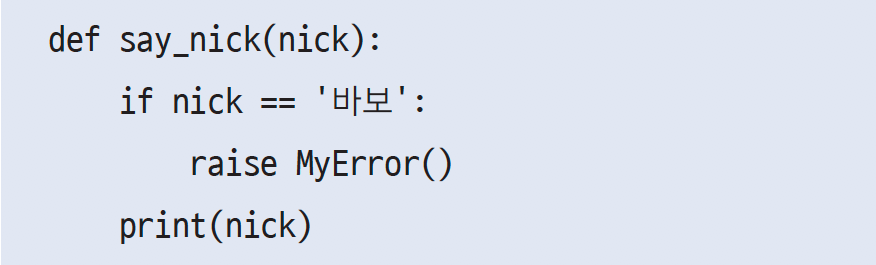 def say_nick(nick):
    if nick == '바보':
        raise MyError()
    print(nick)